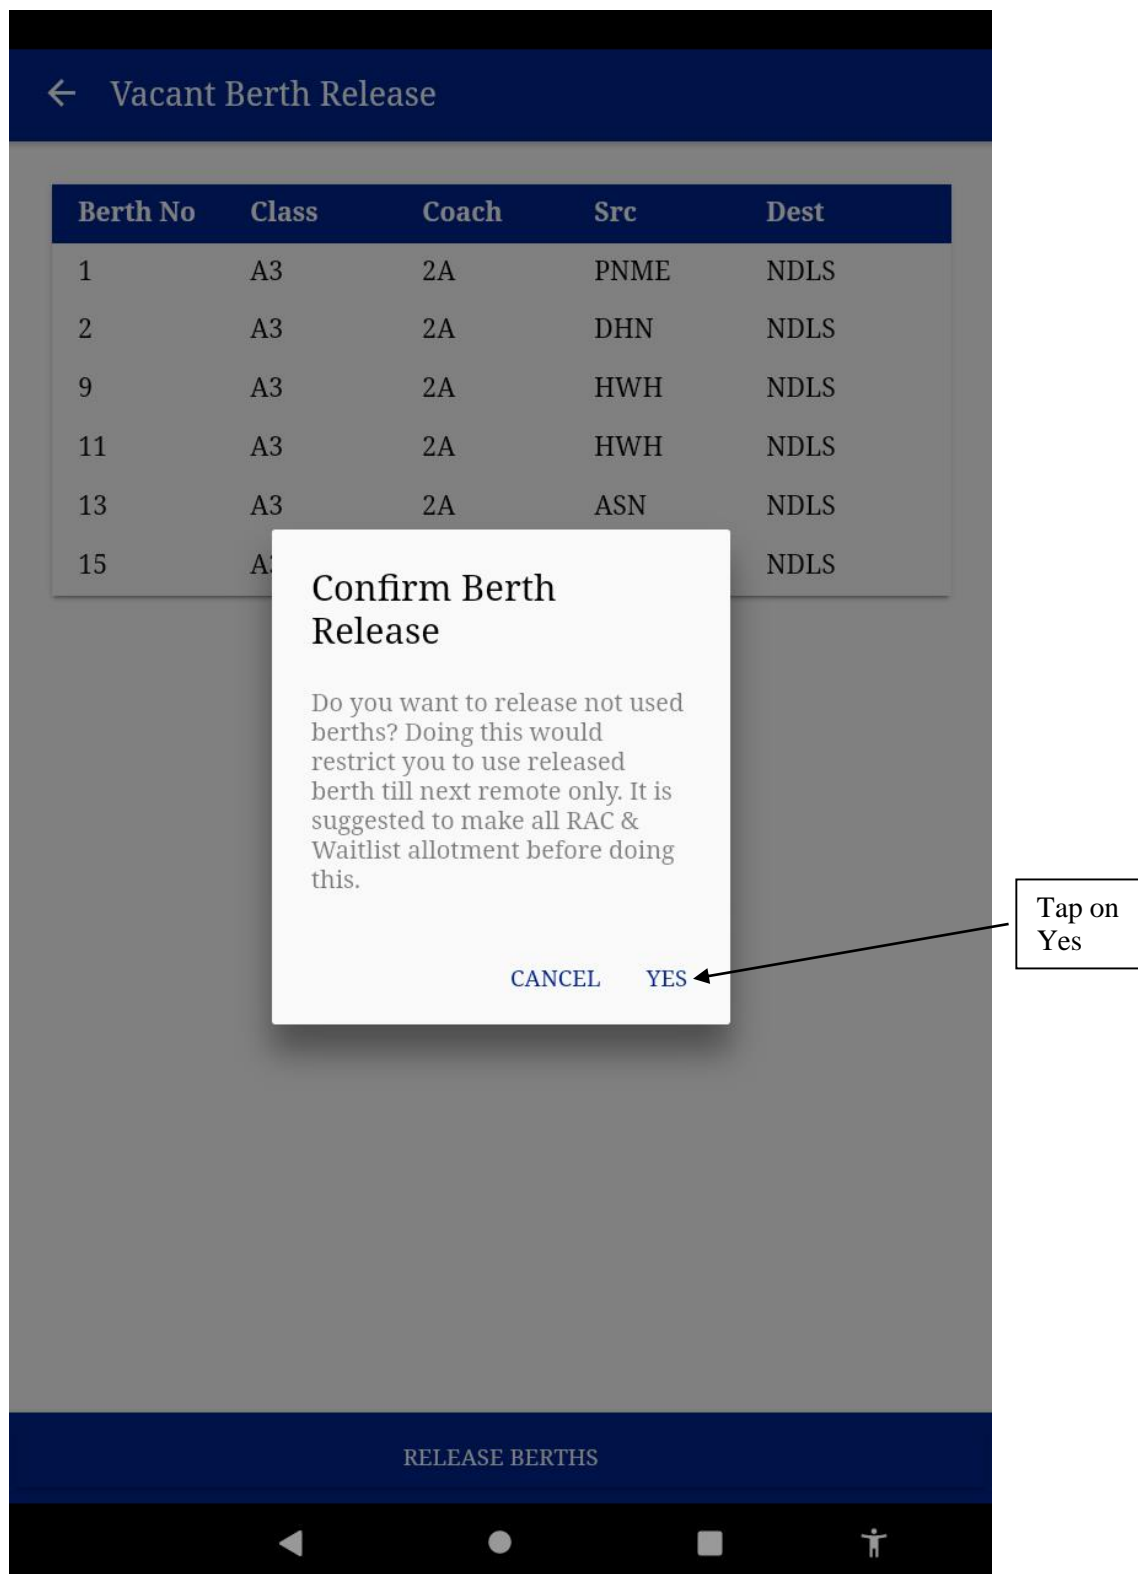 Vacant Berth Release
Berth No Class Coach Src Dest
1 A3 2A PNME NDLS
2 A3 2A DHN NDLS
9 A3 2A HWH NDLS
11 A3 2A HWH NDLS
13 A3 2A ASN NDLS
15 NDLS
Confirm Berth
Release
Do you want to release not used
berths? Doing this would
restrict you to use released
berth till next remote only. It is
suggested to make all RAC &
Waitlist allotment before doing
this.
CANCEL YES
Tap on
Yes
RELEASE BERTHS